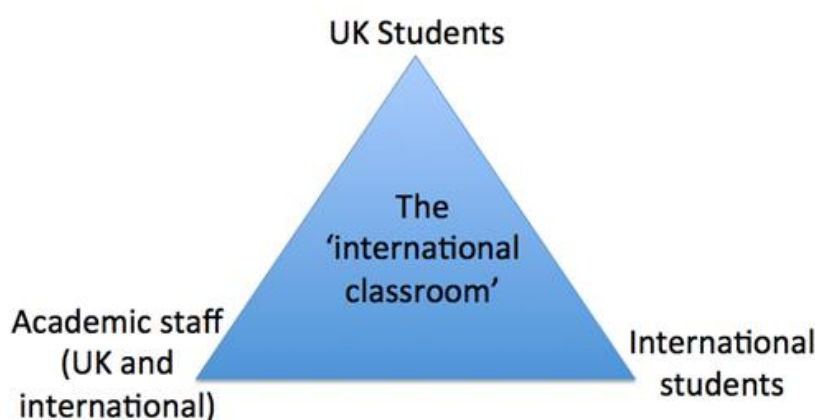 UK Students
The
‘international
classroom’
Academic staff
(UK and
international)
International
students